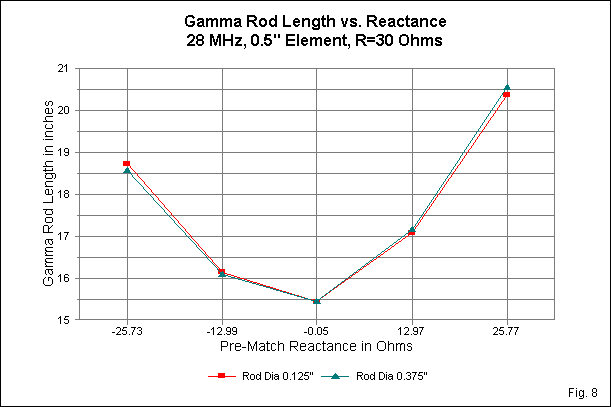 Gamma Rod Length vs. Reactance
28 MHz, 0.5" Element, R=30 Ohms
Gamma Rod Length in inches
21
20
19
18
17
16
15
-25.73 -12.99 -0.05 12.97 25.77
Pre-Match Reactance in Ohms
Rod Dia 0.125" Rod Dia 0.375"
Fig. 8